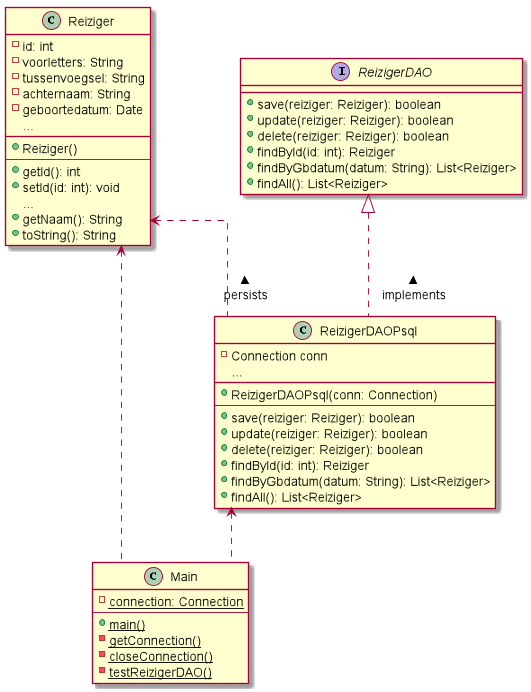 C Reiziger
id: int
voorletters: String
tussenvoegsel: String
achternaam: String
geboortedatum: Date
...
Reiziger()
getId(): int
setId(id: int): void
...
getNaam(): String
toString(): String
I ReizigerDAO
save(reiziger: Reiziger): boolean
update(reiziger: Reiziger): boolean
delete(reiziger: Reiziger): boolean
findById(id: int): Reiziger
findByGbdatum(datum: String): List<Reiziger>
findAll(): List<Reiziger>
persists
implements
C ReizigerDAOPsql
Connection conn
...
ReizigerDAOPsql(conn: Connection)
save(reiziger: Reiziger): boolean
update(reiziger: Reiziger): boolean
delete(reiziger: Reiziger): boolean
findById(id: int): Reiziger
findByGbdatum(datum: String): List<Reiziger>
findAll(): List<Reiziger>
C Main
connection: Connection
main()
getConnection()
closeConnection()
testReizigerDAO()